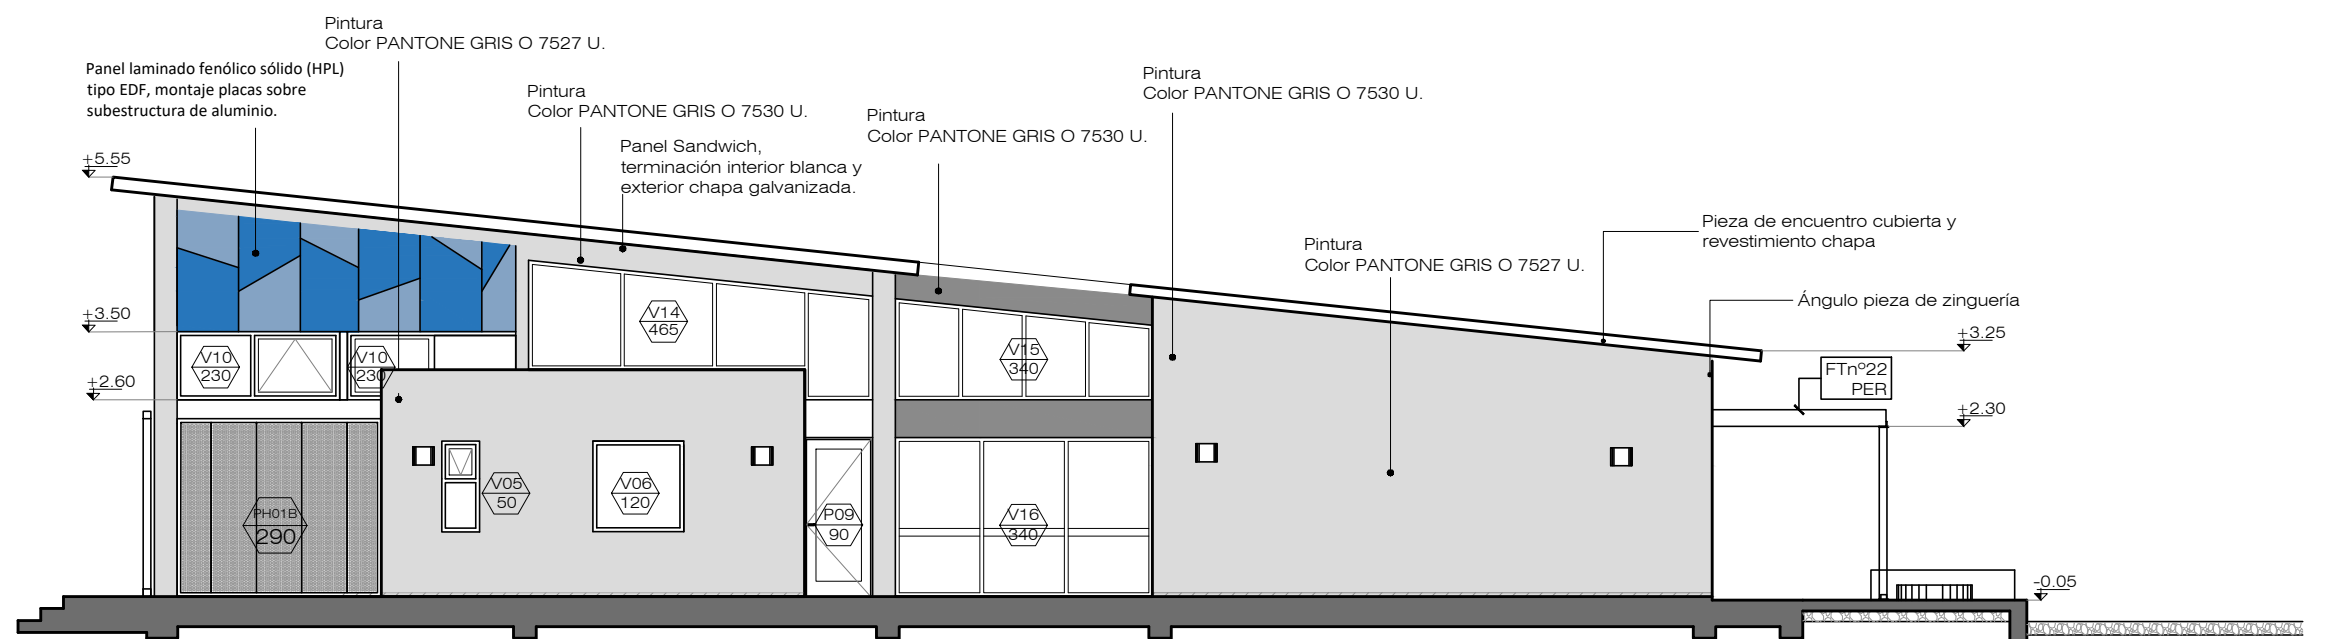 Pintura
Color PANTONE GRIS O 7527 U.
Panel laminado fenólico sólido (HPL)
tipo EDF, montaje placas sobre
subestructura de aluminio.
Pintura
Color PANTONE GRIS O 7530 U.
Panel Sandwich,
terminación interior blanca y
exterior chapa galvanizada.
Pintura
Color PANTONE GRIS O 7530 U.
Pintura
Color PANTONE GRIS O 7530 U.
Pintura
Color PANTONE GRIS O 7527 U.
Pieza de encuentro cubierta y
revestimiento chapa
Ángulo pieza de zinguería
+5.55
+3.50
+2.60
+3.25
+2.30
-0.05
FTnº22
PER
V10
230
V10
230
V14
465
V15
340
PH01B
290
V05
50
V06
120
P09
90
V16
340